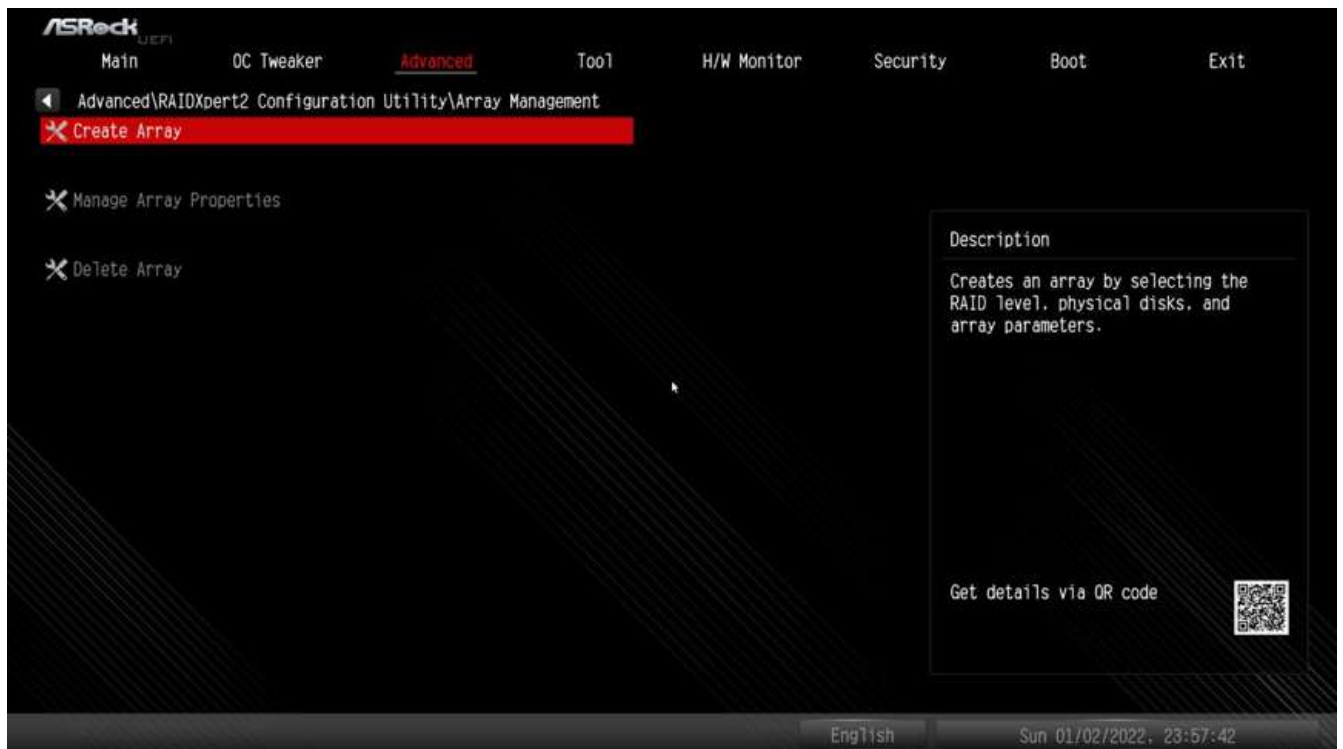 ASRock
UEFI
Main OC Tweaker Advanced Tool H/W Monitor Security Boot Exit
Advanced\RAIDXpert2 Configuration Utility\Array Management
Create Array
Manage Array Properties
Delete Array
Description
Creates an array by selecting the
RAID level, physical disks, and
array parameters.
Get details via QR code
English Sun 01/02/2022, 23:57:42